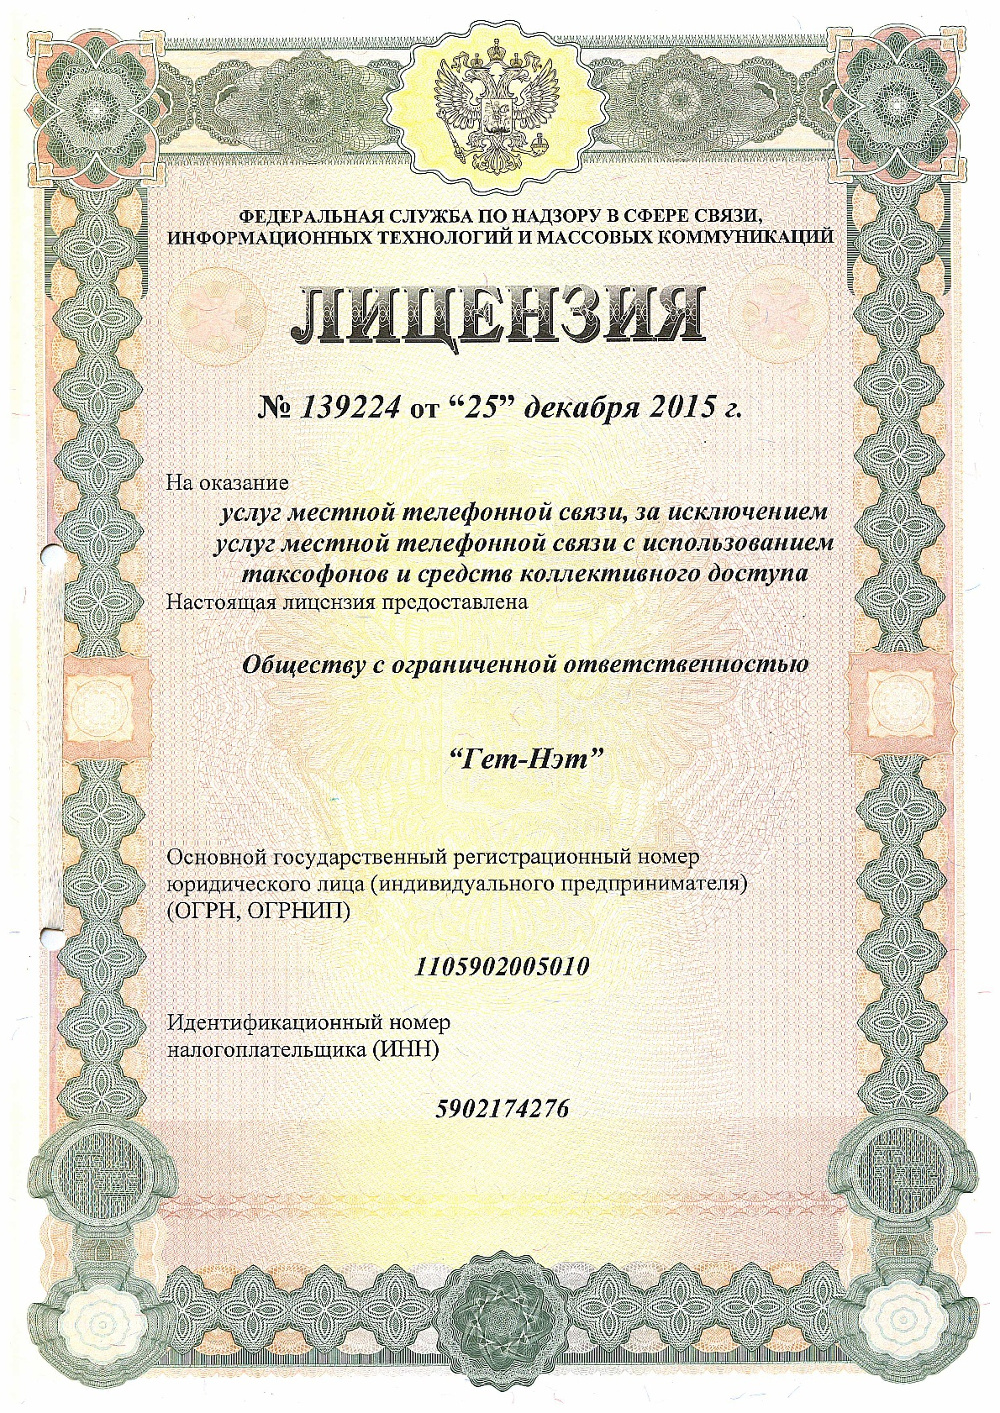 ФЕДЕРАЛЬНАЯ СЛУЖБА ПО НАДЗОРУ В СФЕРЕ СВЯЗИ,
ИНФОРМАЦИОННЫХ ТЕХНОЛОГИЙ И МАССОВЫХ КОММУНИКАЦИЙ
ЛИЦЕНЗИЯ
№ 139224 от “25” декабря 2015 г.
На оказание
услуг местной телефонной связи, за исключением
услуг местной телефонной связи с использованием
таксофонов и средств коллективного доступа
Настоящая лицензия предоставлена
Обществу с ограниченной ответственностью
“Гет-Нэт”
Основной государственный регистрационный номер
юридического лица (индивидуального предпринимателя)
(ОГРН, ОГРНИП)
1105902005010
Идентификационный номер
налогоплательщика (ИНН)
5902174276